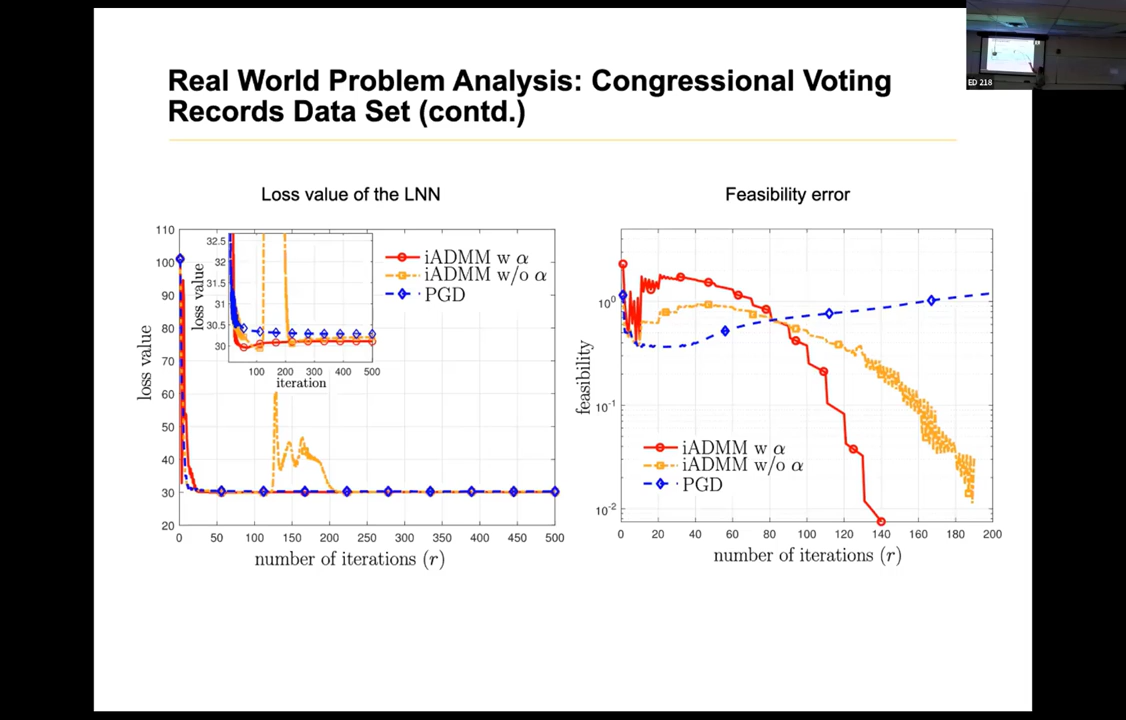 ED 218
Real World Problem Analysis: Congressional Voting
Records Data Set (contd.)
Loss value of the LNN
110
100
90
80
70
60
50
40
30
20
loss value
0
50
100
150
200
250
300
350
400
450
500
number of iterations (r)
32.5
32
31.5
31
30.5
30
loss value
100
200
300
400
500
iteration
iADMM w α
iADMM w/o α
PGD
Feasibility error
10^0
10^-1
10^-2
feasibility
iADMM w α
iADMM w/o α
PGD
0
20
40
60
80
100
120
140
160
180
200
number of iterations (r)